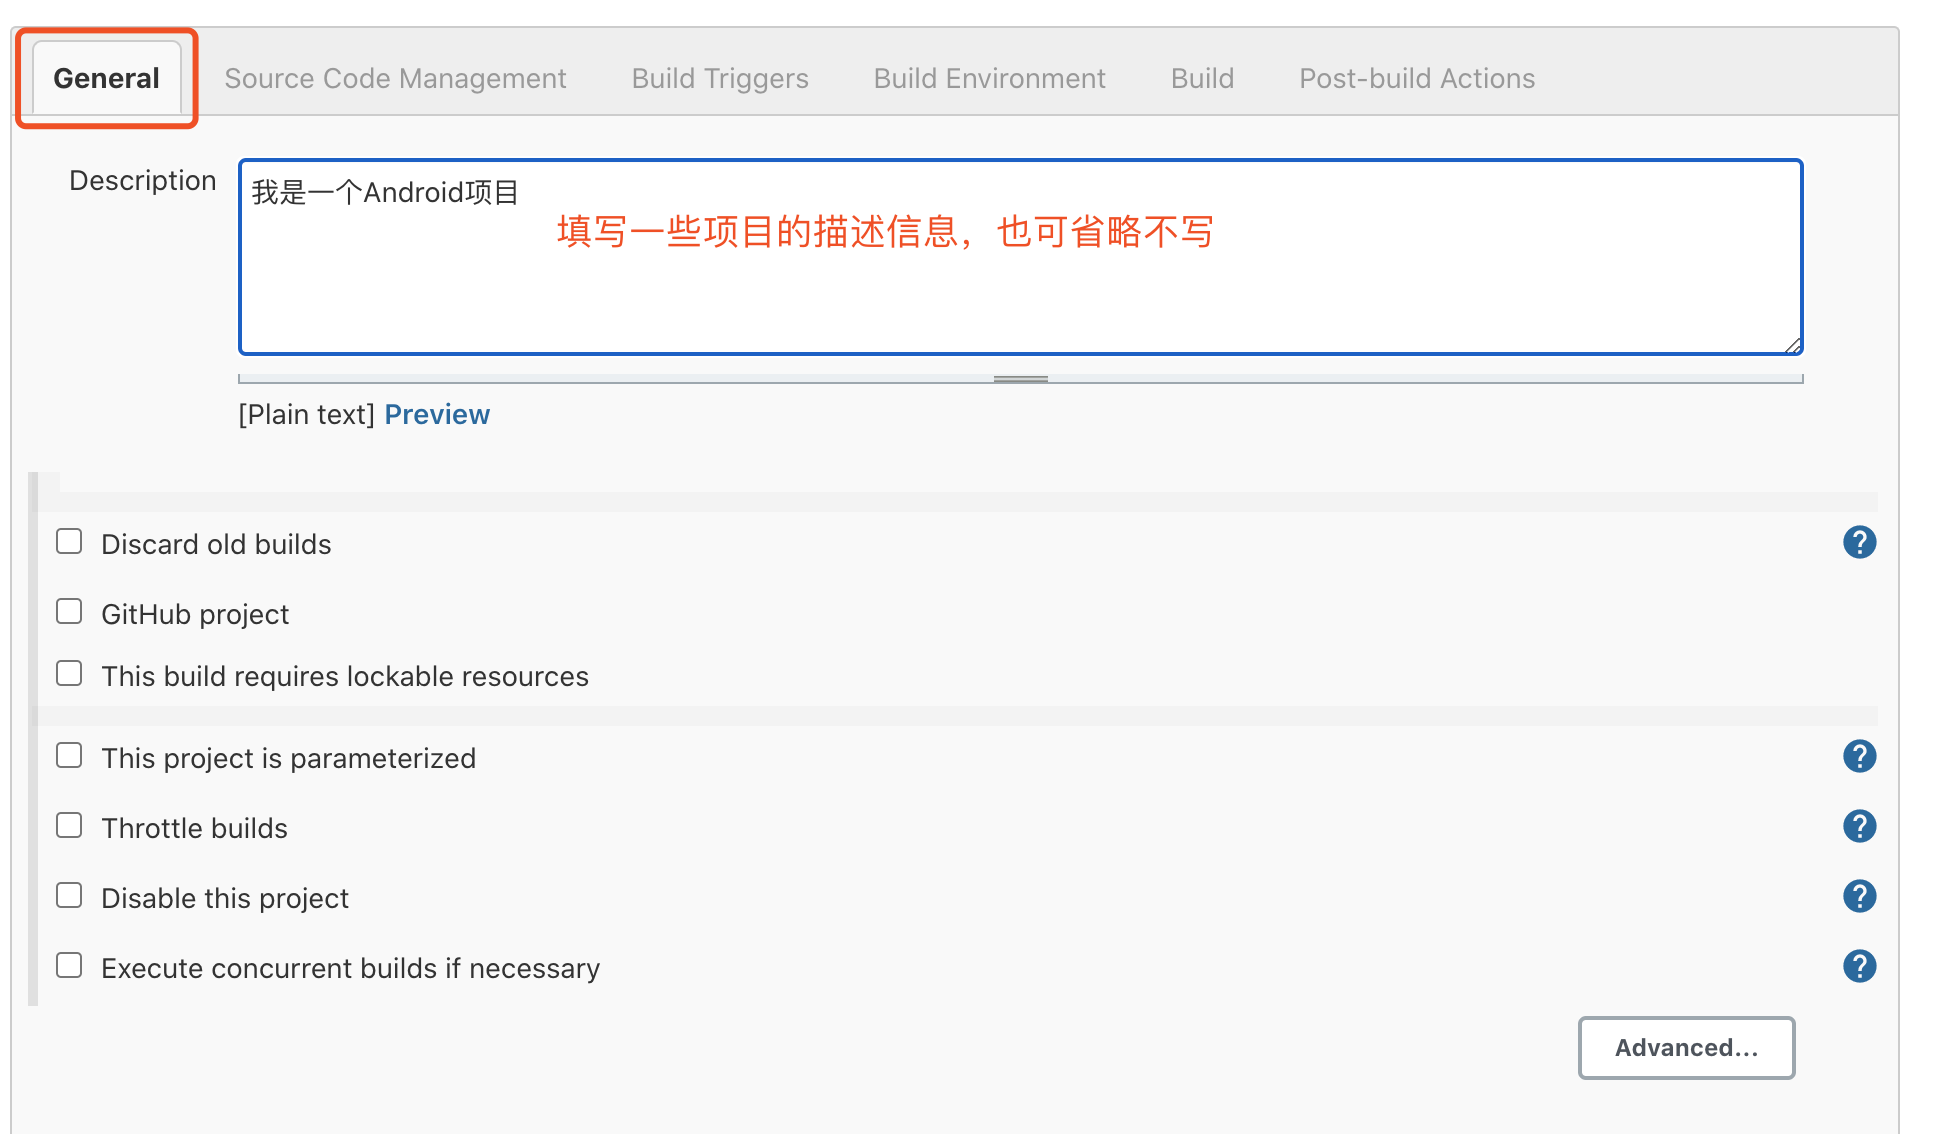 General Source Code Management Build Triggers Build Environment Build Post-build Actions
Description
我是一个Android项目
填写一些项目的描述信息，也可省略不写
[Plain text] Preview
Discard old builds
GitHub project
This build requires lockable resources
This project is parameterized
Throttle builds
Disable this project
Execute concurrent builds if necessary
Advanced...